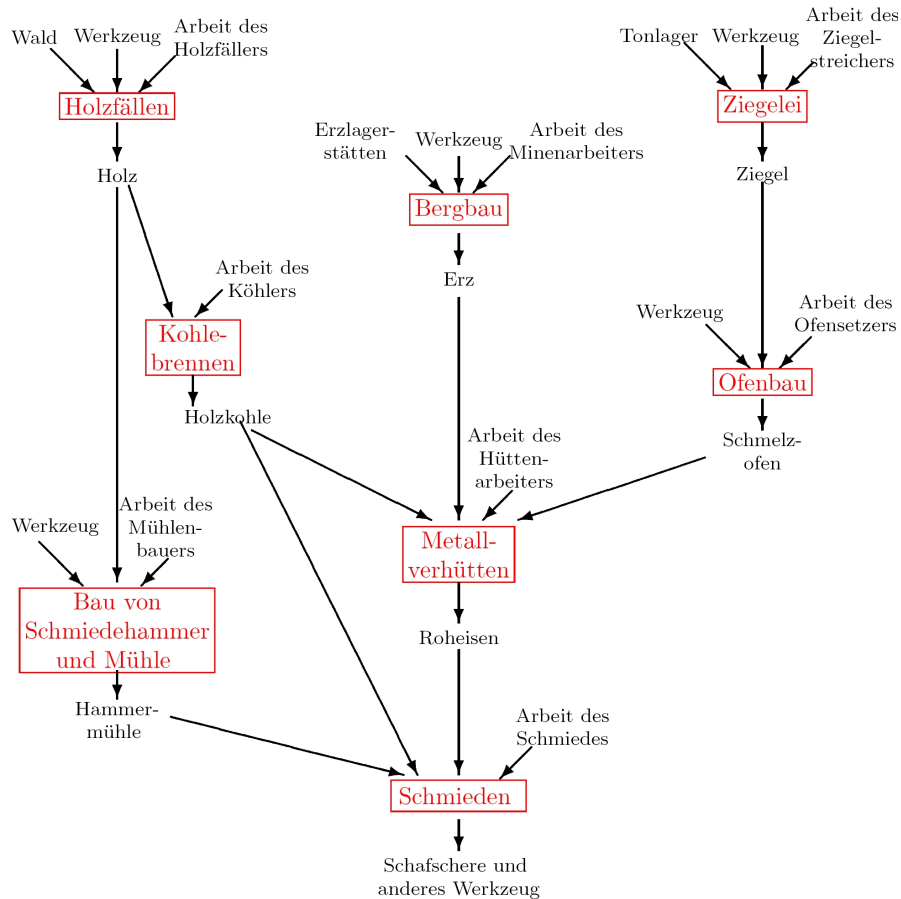 Wald
Werkzeug
Arbeit des
Holzfällers
Holzfällen
Holz
Tonlager
Werkzeug
Arbeit des
Ziegel-
streichers
Ziegelei
Ziegel
Erzlager-
stätten
Werkzeug
Arbeit des
Minenarbeiters
Bergbau
Erz
Arbeit des
Köhlers
Kohle-
brennen
Holzkohle
Werkzeug
Arbeit des
Ofensetzers
Ofenbau
Schmelz-
ofen
Arbeit des
Hütten-
arbeiters
Metall-
verhütten
Roheisen
Werkzeug
Arbeit des
Mühlen-
bauers
Bau von
Schmiedehammer
und Mühle
Hammer-
mühle
Arbeit des
Schmiedes
Schmieden
Schafschere und
anderes Werkzeug